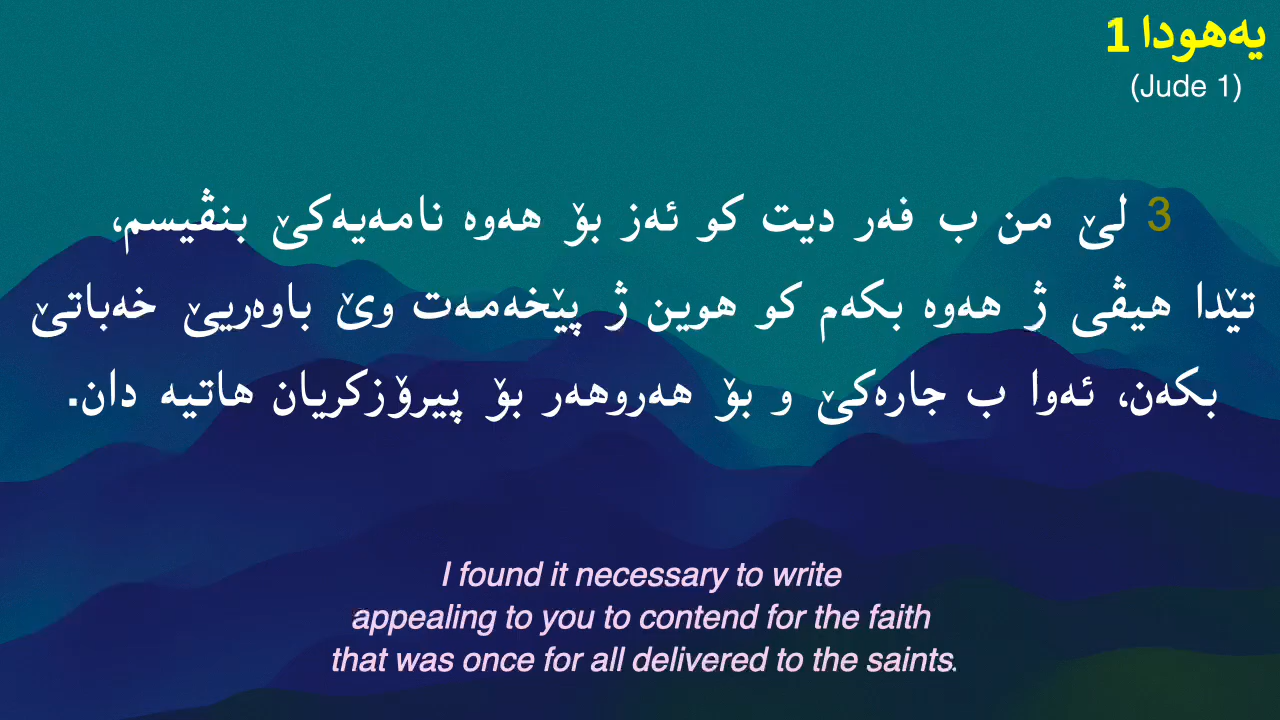 یەهودا 1
(Jude 1)
3 لێ من ب فەر دیت کو ئەز بۆ هەوە نامەیەکێ بنڤیسم،
تێدا هیڤی ژ هەوە بکەم کو هوین ژ پێخەمەت وێ باوەریێ خەباتێ
بکەن، ئەوا ب جارەکێ و بۆ هەروهەر بۆ پیرۆزکریان هاتیە دان.
I found it necessary to write
appealing to you to contend for the faith
that was once for all delivered to the saints.